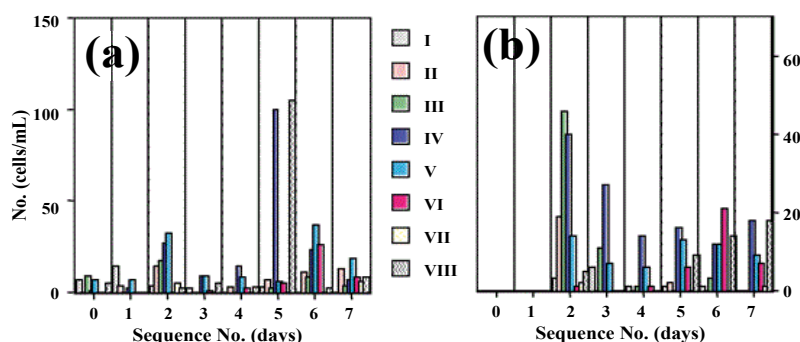 150
100
50
0
No. (cells/mL)
(a)
0 1 2 3 4 5 6 7
Sequence No. (days)
I
II
III
IV
V
VI
VII
VIII
(b)
60
40
20
0
0 1 2 3 4 5 6 7
Sequence No. (days)